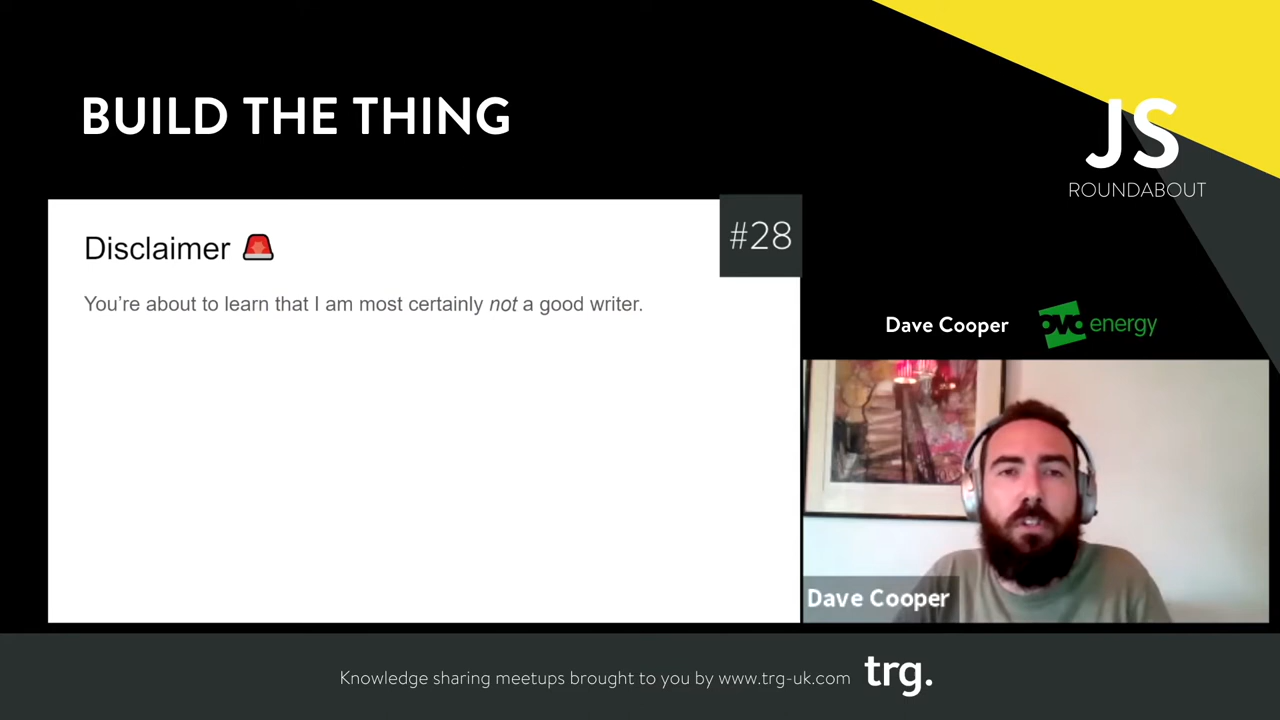 BUILD THE THING
JS
ROUNDABOUT
#28
Disclaimer 🚨
You’re about to learn that I am most certainly not a good writer.
Dave Cooper
ovo energy
Dave Cooper
Knowledge sharing meetups brought to you by www.trg-uk.com
trg.